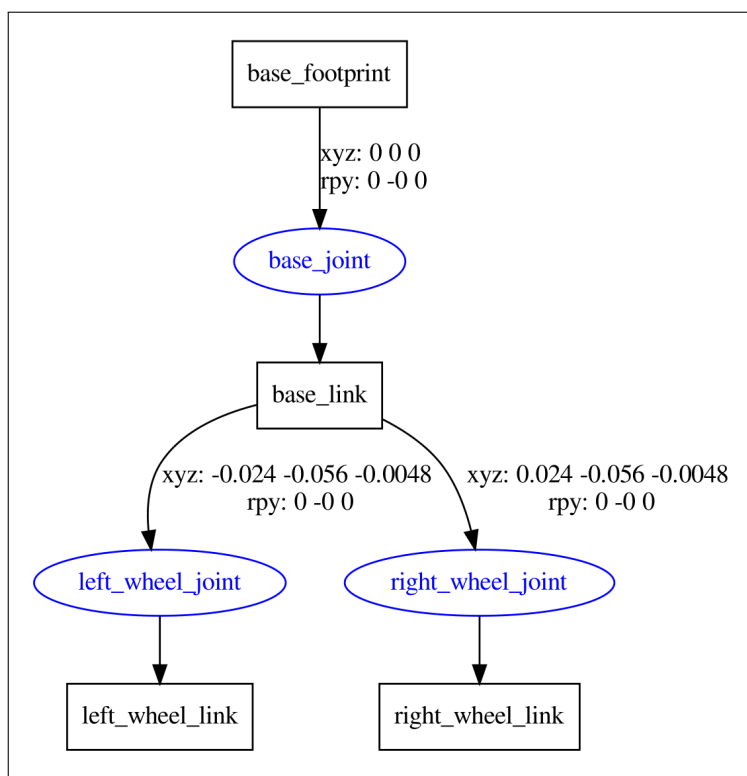 base_footprint
xyz: 0 0 0
rpy: 0 -0 0
base_joint
base_link
xyz: -0.024 -0.056 -0.0048
rpy: 0 -0 0
xyz: 0.024 -0.056 -0.0048
rpy: 0 -0 0
left_wheel_joint
right_wheel_joint
left_wheel_link
right_wheel_link